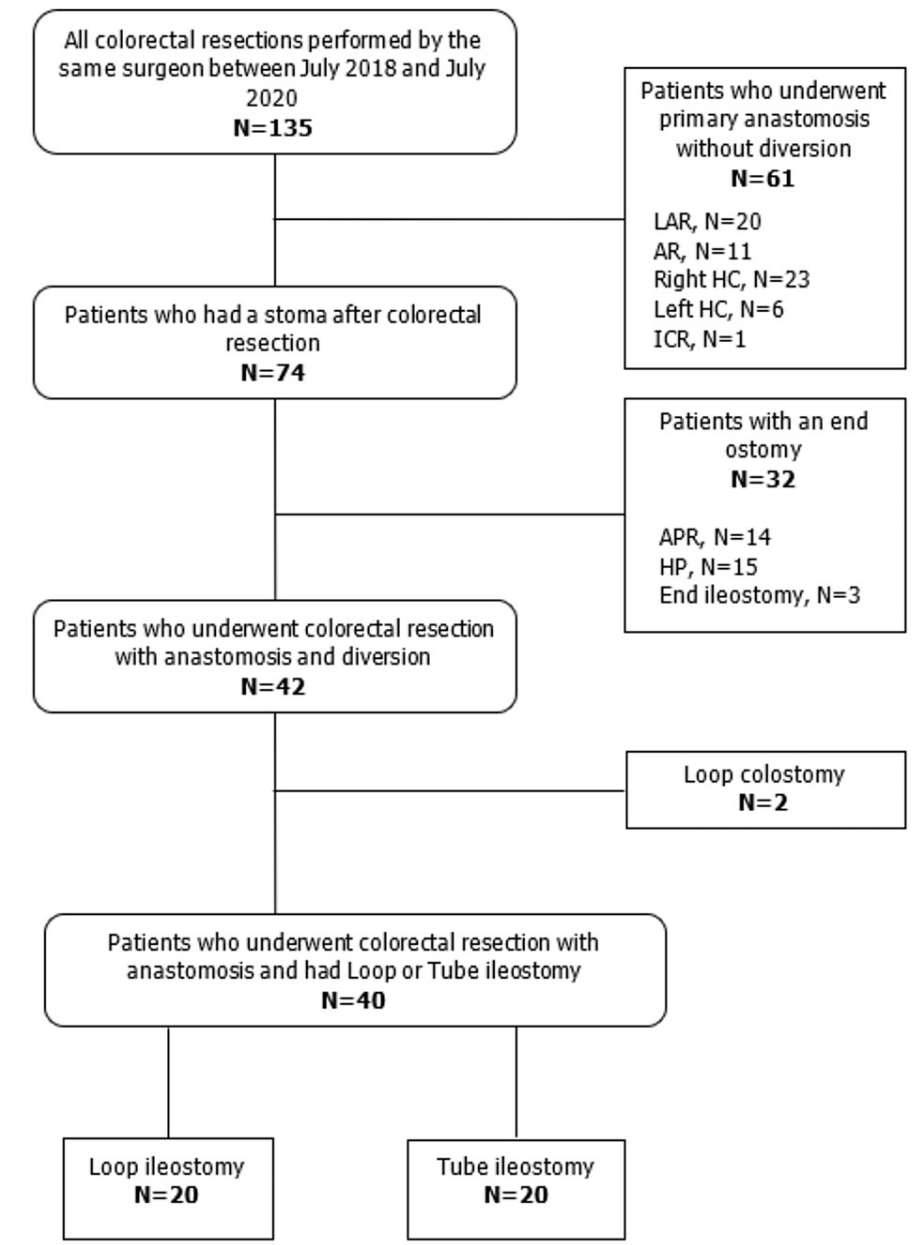 All colorectal resections performed by the
same surgeon between July 2018 and July
2020
N=135
Patients who underwent
primary anastomosis
without diversion
N=61
LAR, N=20
AR, N=11
Right HC, N=23
Left HC, N=6
ICR, N=1
Patients who had a stoma after colorectal
resection
N=74
Patients with an end
ostomy
N=32
APR, N=14
HP, N=15
End ileostomy, N=3
Patients who underwent colorectal resection
with anastomosis and diversion
N=42
Loop colostomy
N=2
Patients who underwent colorectal resection with
anastomosis and had Loop or Tube ileostomy
N=40
Loop ileostomy
N=20
Tube ileostomy
N=20